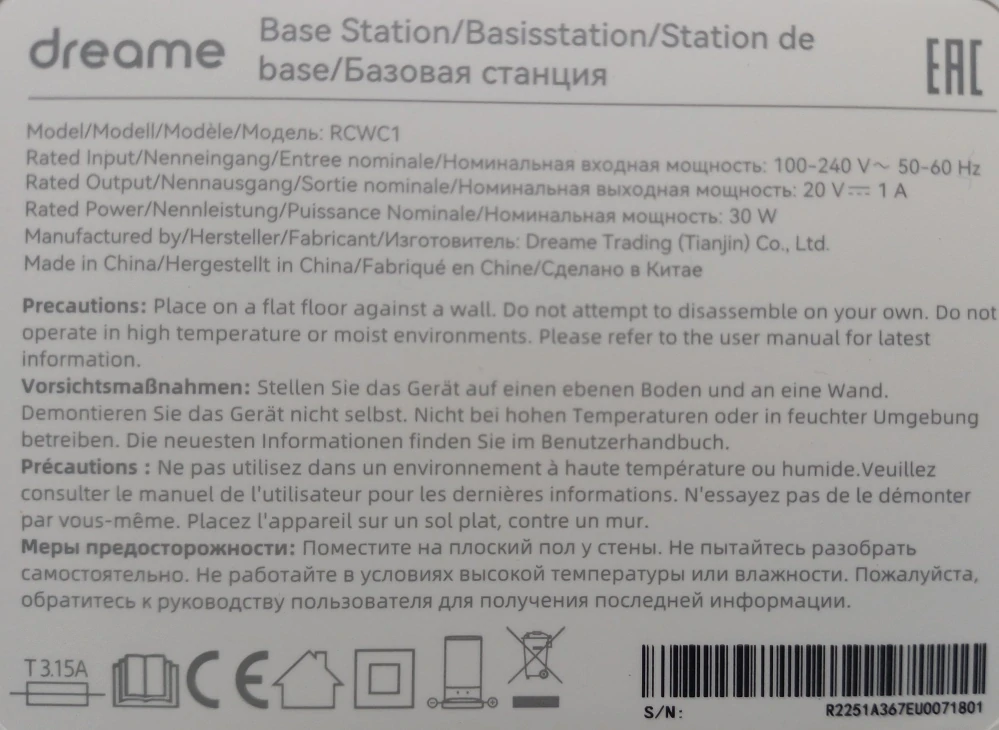 dreame
Base Station/Basisstation/Station de
base/Базовая станция
EAC
Model/Modell/Modèle/Модель: RCWC1
Rated Input/Nenneingang/Entree nominale/Номинальная входная мощность: 100-240 V~ 50-60 Hz
Rated Output/Nennausgang/Sortie nominale/Номинальная выходная мощность: 20 V⎓ 1 A
Rated Power/Nennleistung/Puissance Nominale/Номинальная мощность: 30 W
Manufactured by/Hersteller/Fabricant/Изготовитель: Dreame Trading (Tianjin) Co., Ltd.
Made in China/Hergestellt in China/Fabriqué en Chine/Сделано в Китае
Precautions: Place on a flat floor against a wall. Do not attempt to disassemble on your own. Do not
operate in high temperature or moist environments. Please refer to the user manual for latest
information.
Vorsichtsmaßnahmen: Stellen Sie das Gerät auf einen ebenen Boden und an eine Wand.
Demontieren Sie das Gerät nicht selbst. Nicht bei hohen Temperaturen oder in feuchter Umgebung
betreiben. Die neuesten Informationen finden Sie im Benutzerhandbuch.
Précautions : Ne pas utilisez dans un environnement à haute température ou humide.Veuillez
consulter le manuel de l'utilisateur pour les dernières informations. N'essayez pas de le démonter
par vous-même. Placez l'appareil sur un sol plat, contre un mur.
Меры предосторожности: Поместите на плоский пол у стены. Не пытайтесь разобрать
самостоятельно. Не работайте в условиях высокой температуры или влажности. Пожалуйста,
обратитесь к руководству пользователя для получения последней информации.
T 3.15A
CE
S/N: R2251A367EU0071801